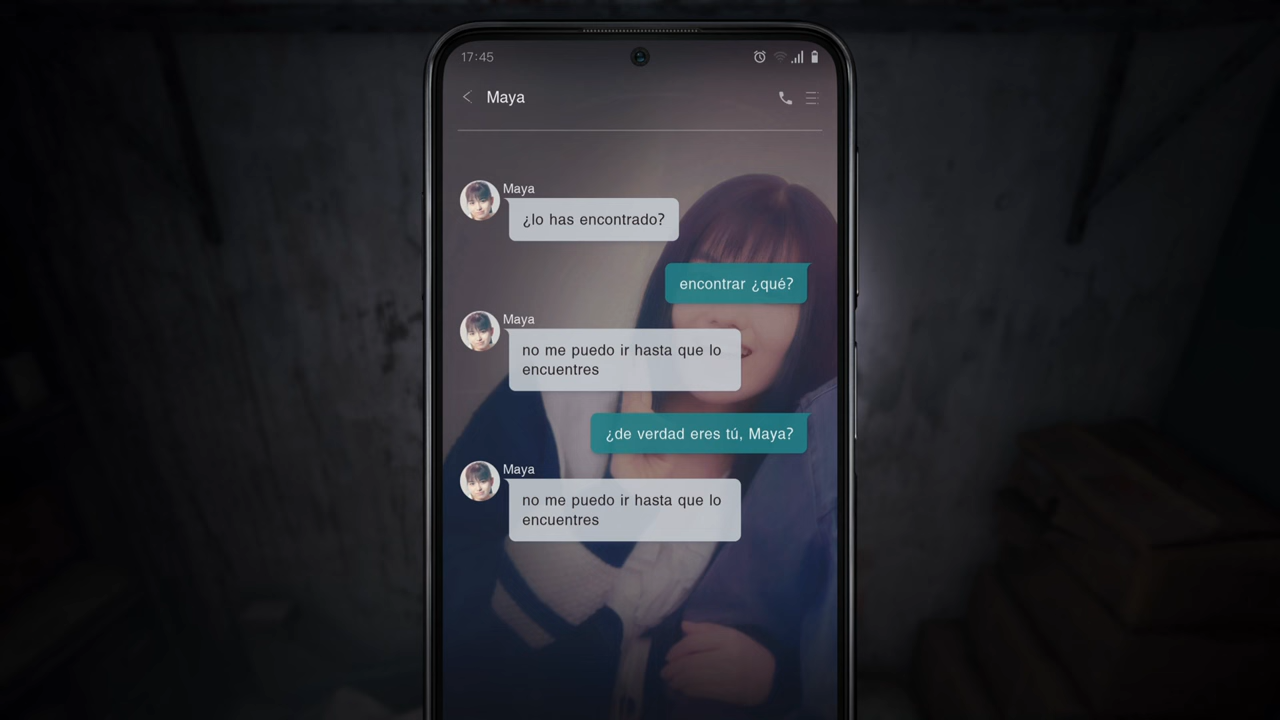 17:45
Maya
Maya
¿lo has encontrado?
encontrar ¿qué?
Maya
no me puedo ir hasta que lo
encuentres
¿de verdad eres tú, Maya?
Maya
no me puedo ir hasta que lo
encuentres